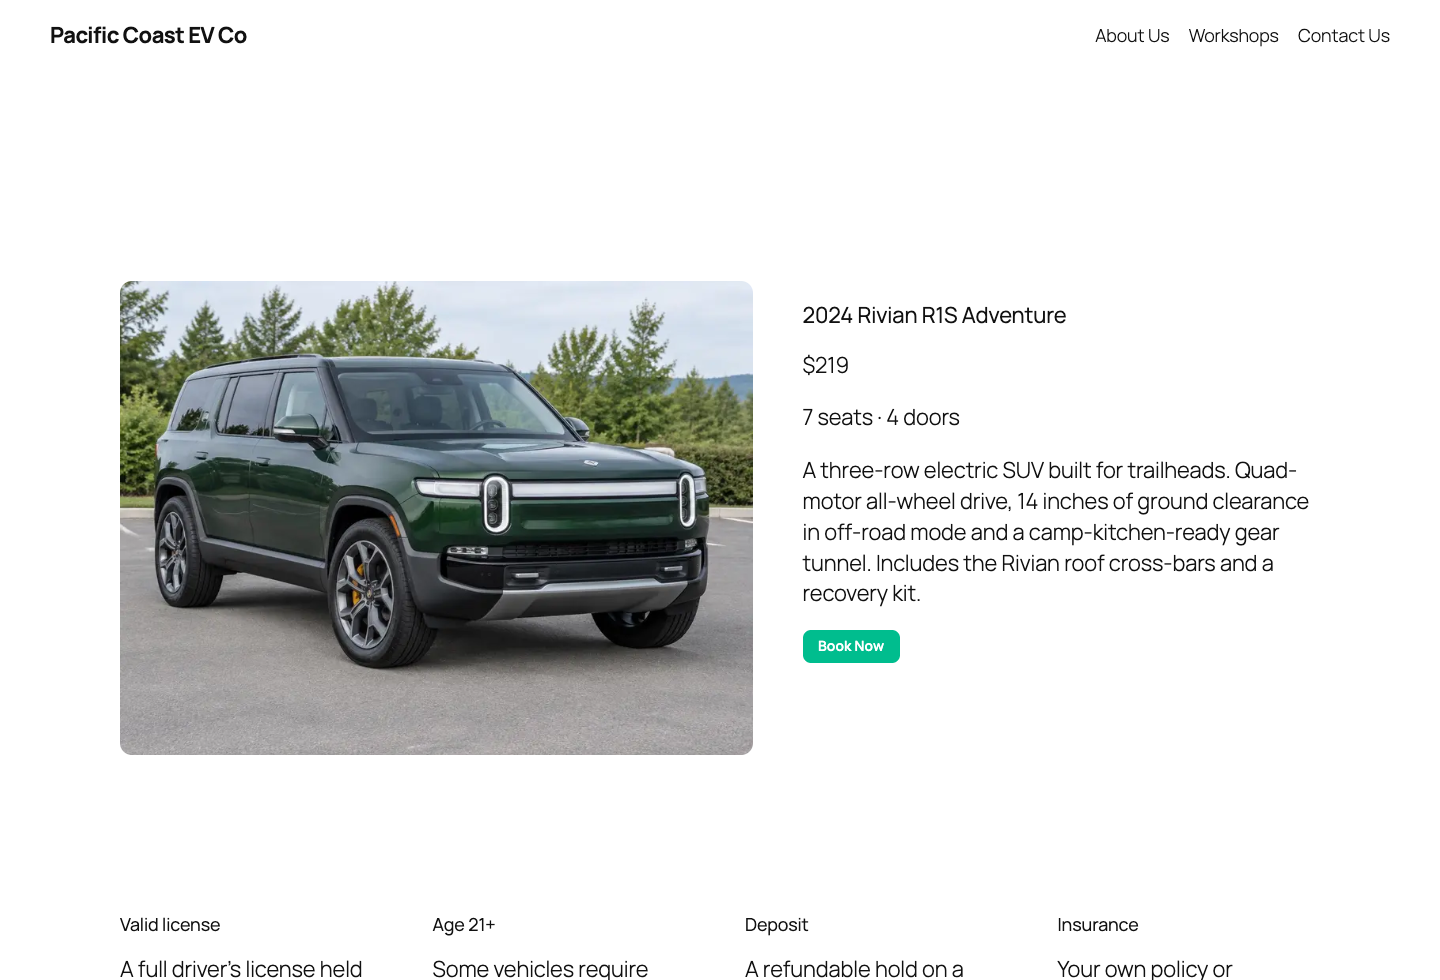 Pacific Coast EV Co
About Us
Workshops
Contact Us
2024 Rivian R1S Adventure
$219
7 seats · 4 doors
A three-row electric SUV built for trailheads. Quad-
motor all-wheel drive, 14 inches of ground clearance
in off-road mode and a camp-kitchen-ready gear
tunnel. Includes the Rivian roof cross-bars and a
recovery kit.
Book Now
Valid license
A full driver’s license held
Age 21+
Some vehicles require
Deposit
A refundable hold on a
Insurance
Your own policy or